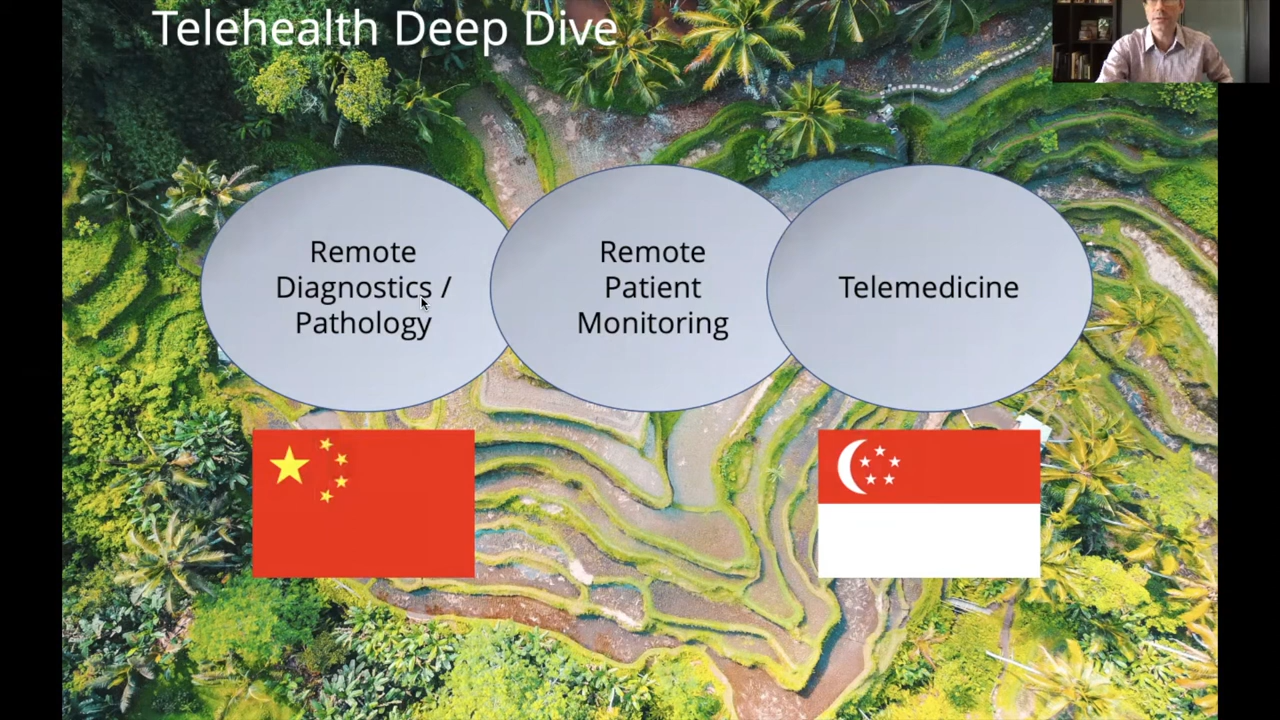 Telehealth Deep Dive
Remote
Diagnostics /
Pathology
Remote
Patient
Monitoring
Telemedicine